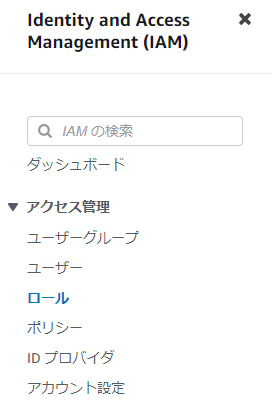 Identity and Access
Management (IAM)
IAM の検索
ダッシュボード
アクセス管理
ユーザーグループ
ユーザー
ロール
ポリシー
ID プロバイダ
アカウント設定